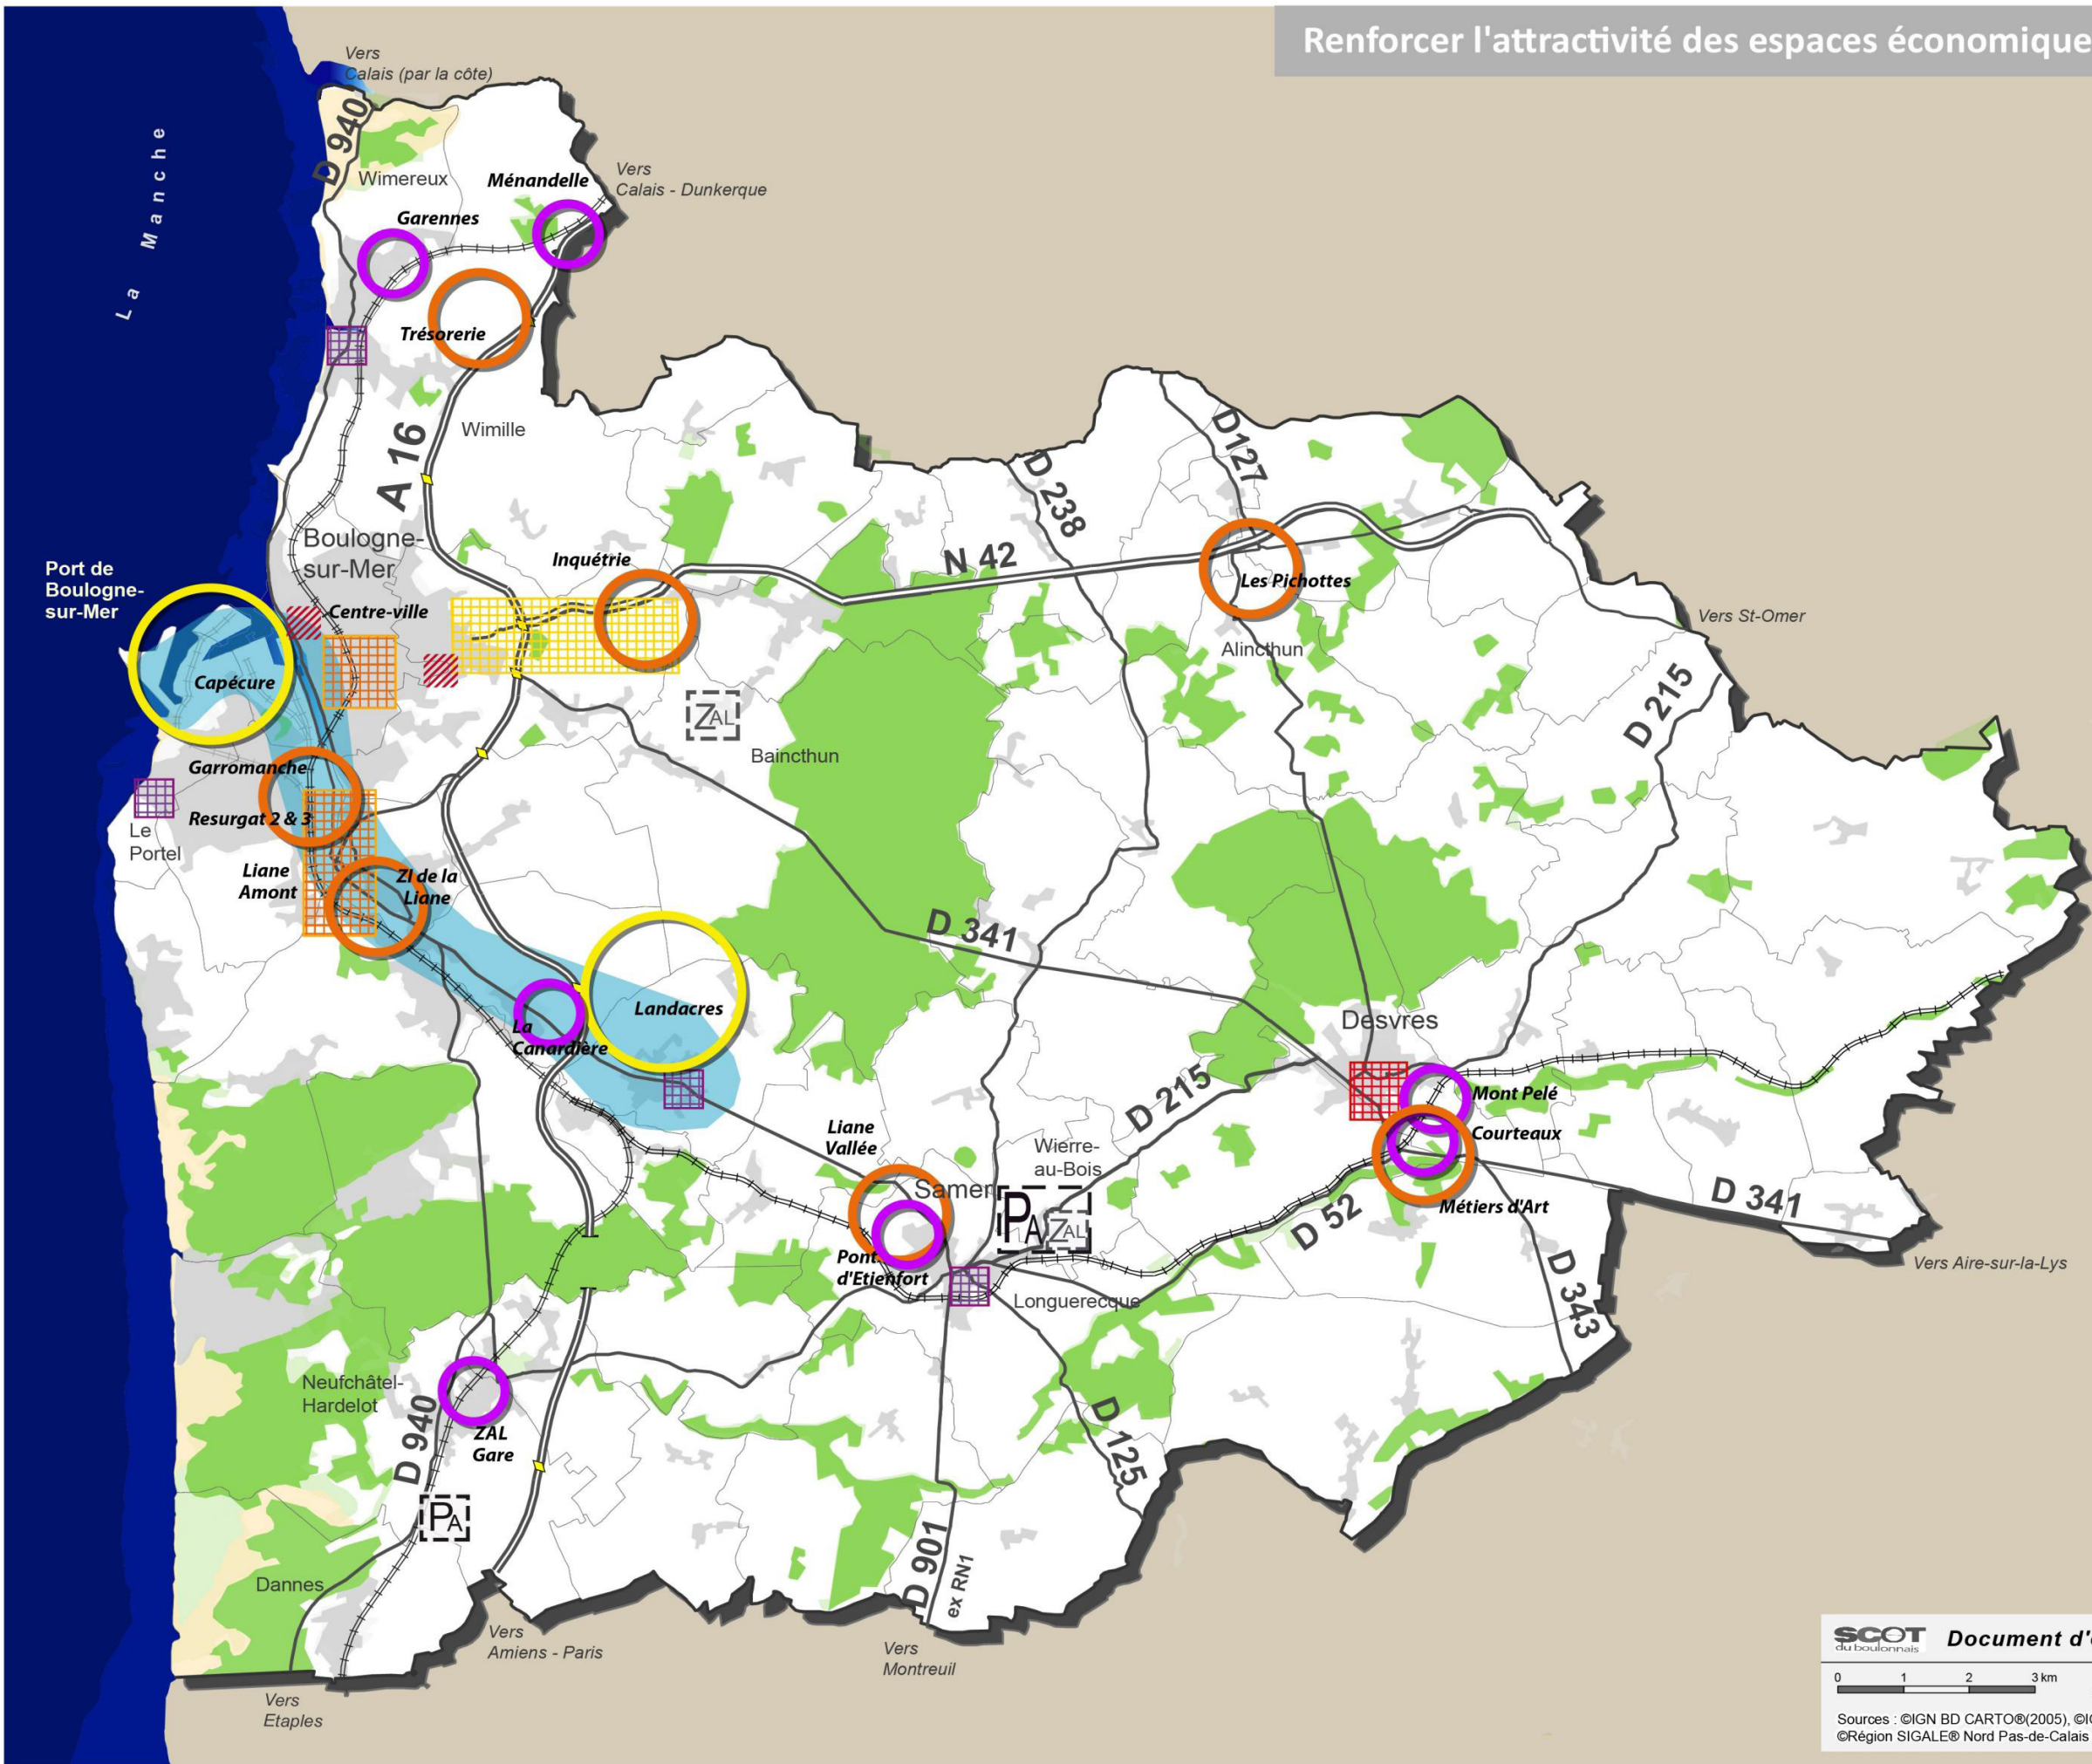 Renforcer l'attractivité des espaces économique
Vers
Calais (par la côte)
D 940
La Manche
Wimereux
Ménandelle
Vers
Calais - Dunkerque
Garennes
Trésorerie
A 16
Wimille
D127
D 238
Boulogne-
sur-Mer
Inquétrie
N 42
Port de
Boulogne-
sur-Mer
Centre-ville
Les Pichottes
Vers St-Omer
Alincthun
Capécure
D 215
ZAL
Baincthun
Garromanche
Resurgat 2 & 3
Le
Portel
Liane
Amont
ZI de la
Liane
D 341
Landacres
La
Canardière
Desvres
Mont Pelé
D 215
Liane
Vallée
Courteaux
Wierre-
au-Bois
Samer
PA
ZAL
Métiers d'Art
D 341
D 52
Vers Aire-sur-la-Lys
Pont
d'Etienfort
Longuerecque
D 343
Neufchâtel-
Hardelot
D 940
ZAL
Gare
D 125
PA
D 901
ex RN1
Dannes
Vers
Amiens - Paris
Vers
Montreuil
Vers
Etaples
SCOT
du boulonnais
Document d'
0 1 2 3 km
Sources : ©IGN BD CARTO®(2005), ©IG
©Région SIGALE® Nord Pas-de-Calais